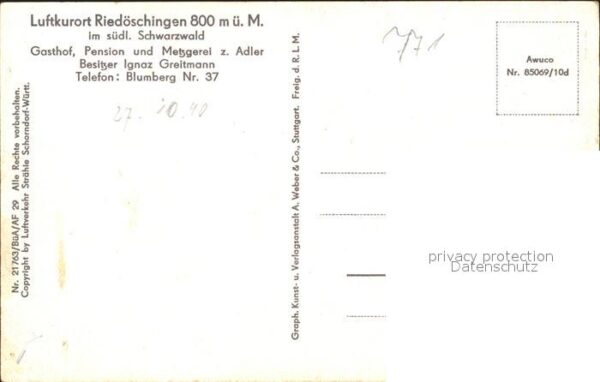 Luftkurort Riedöschingen 800 m ü. M.
im südl. Schwarzwald
Gasthof, Pension und Metzgerei z. Adler
Besitzer Ignaz Greitmann
Telefon: Blumberg Nr. 37
27. 10. 40
771
Awuco
Nr. 85069/10d
Nr. 21763/BüA/AF 29 Alle Rechte vorbehalten.
Copyright by Luftverkehr Strähle Schorndorf-Württ.
Graph. Kunst- u. Verlagsanstalt A. Weber & Co., Stuttgart. Freig. d. R. L. M.
privacy protection
Datenschutz